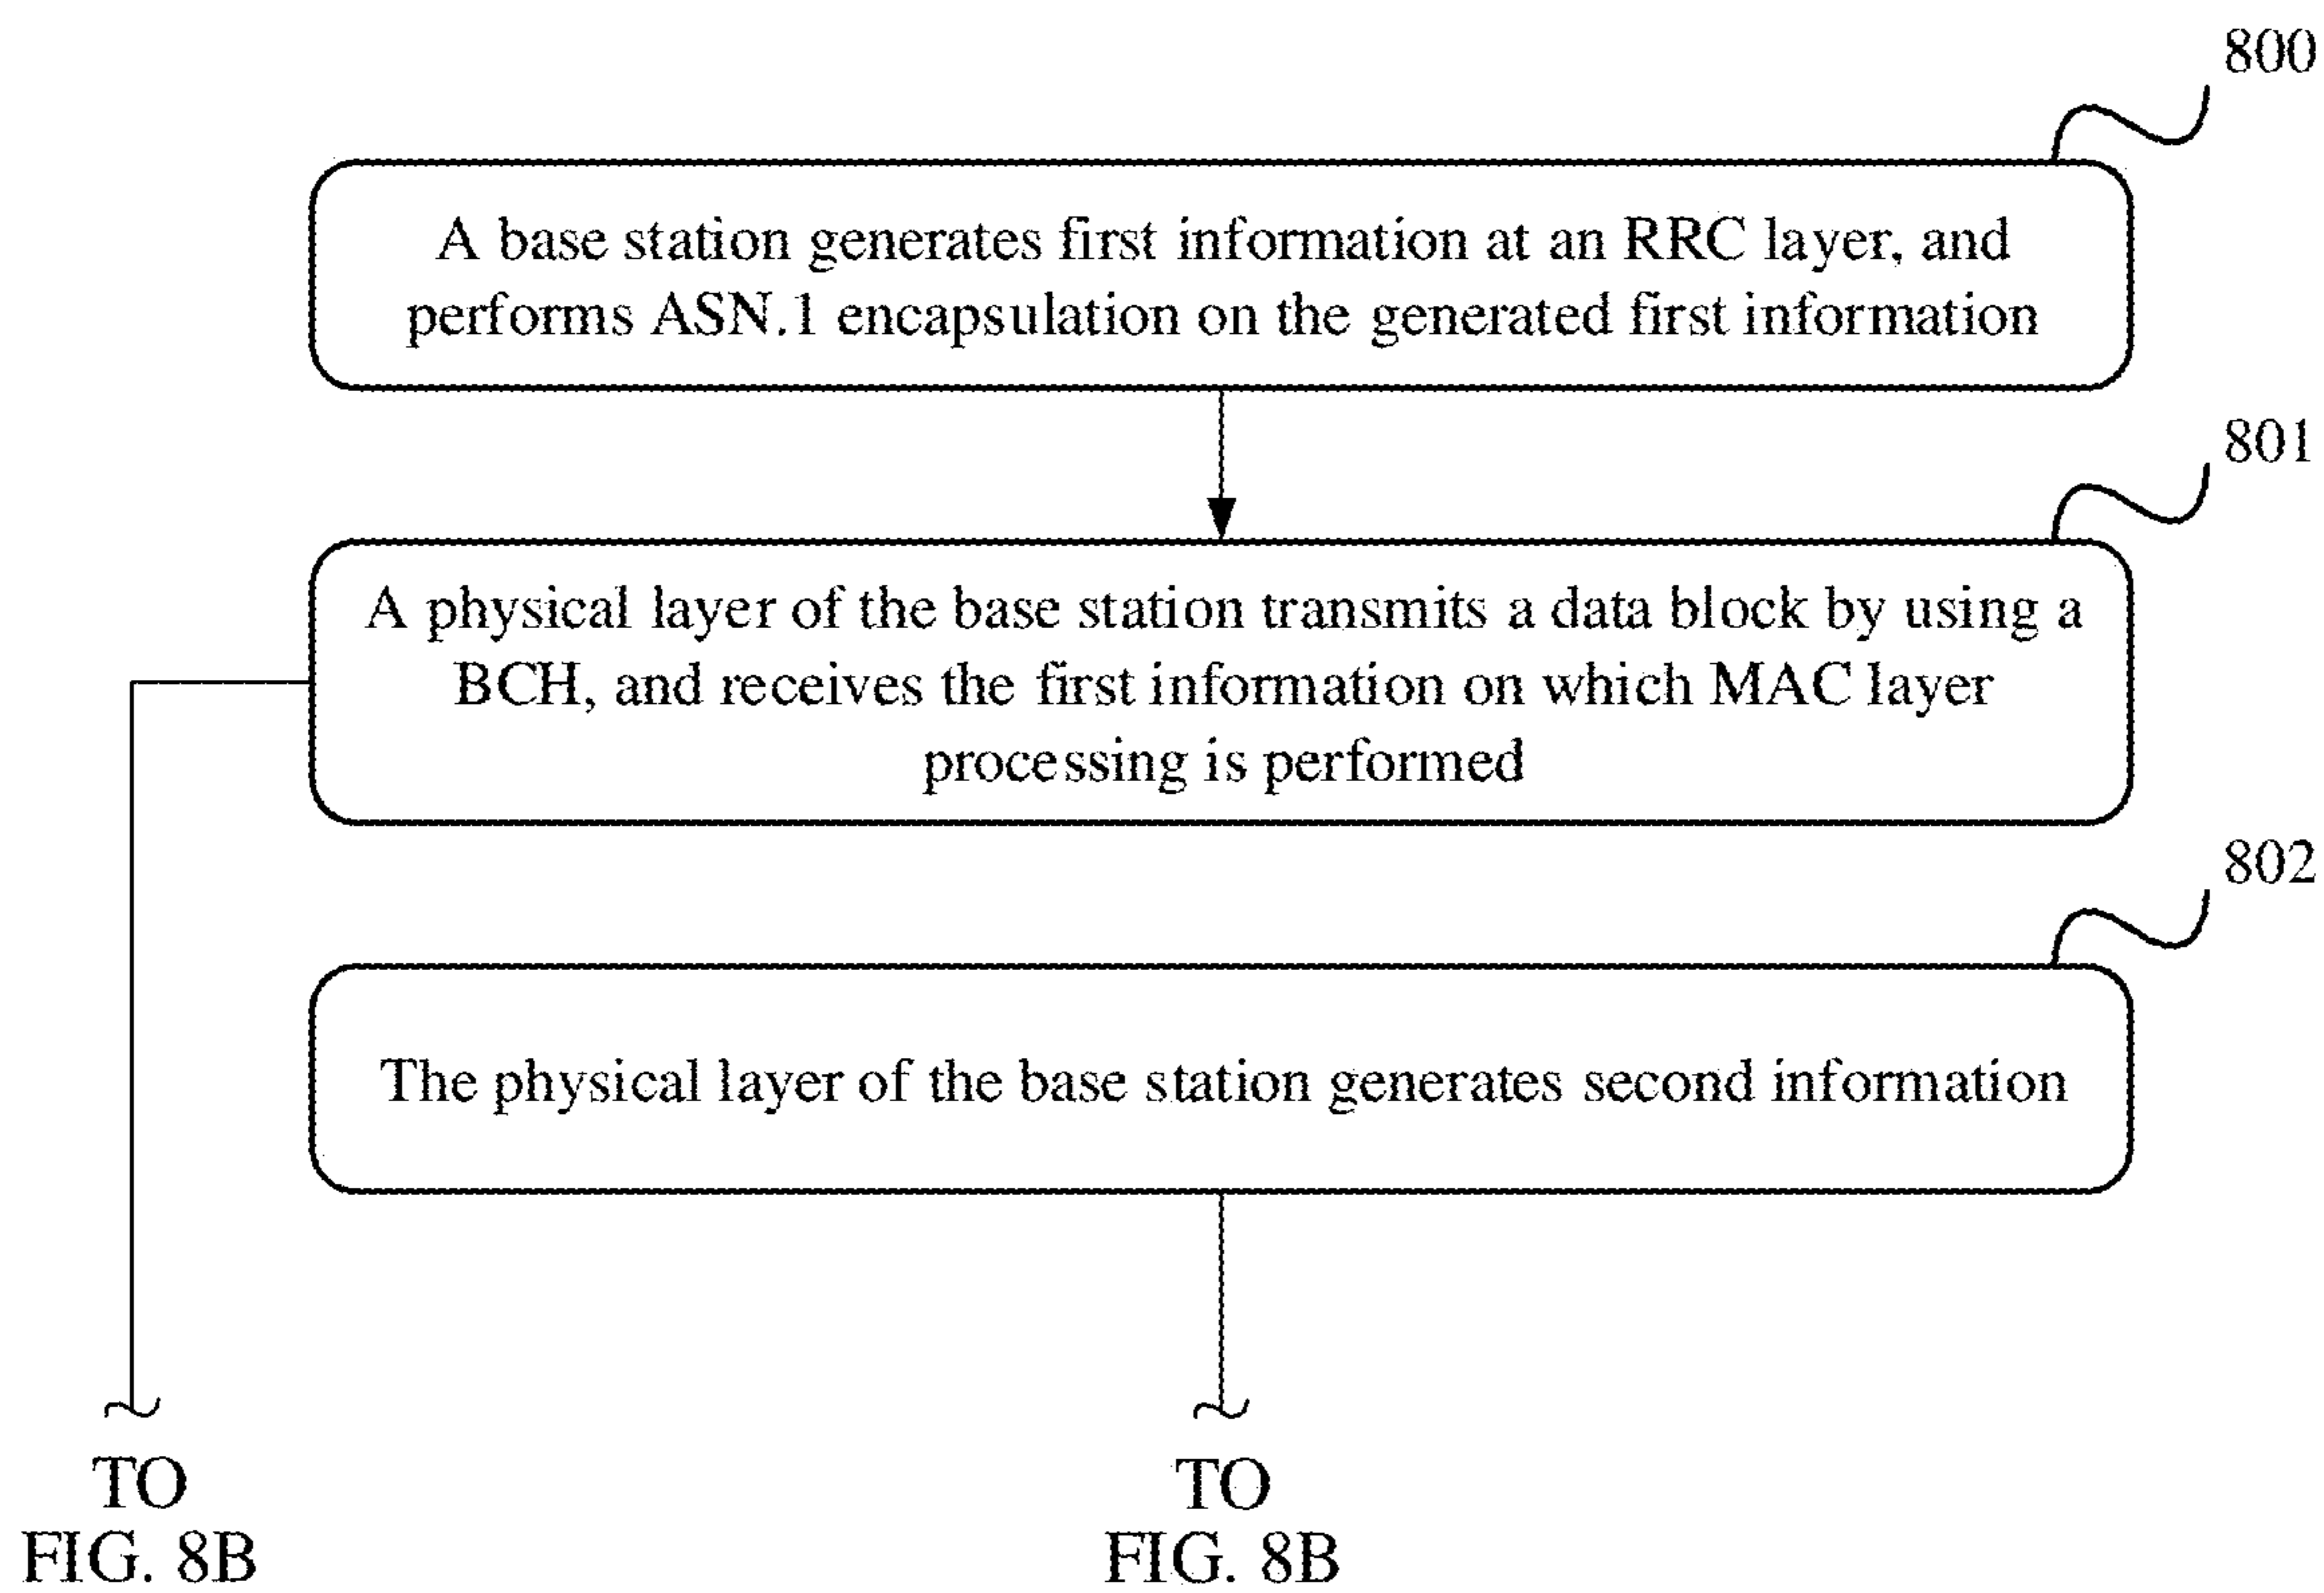 800
A base station generates first information at an RRC layer, and
performs ASN.1 encapsulation on the generated first information
801
A physical layer of the base station transmits a data block by using a
BCH, and receives the first information on which MAC layer
processing is performed
802
The physical layer of the base station generates second information
TO
FIG. 8B
TO
FIG. 8B